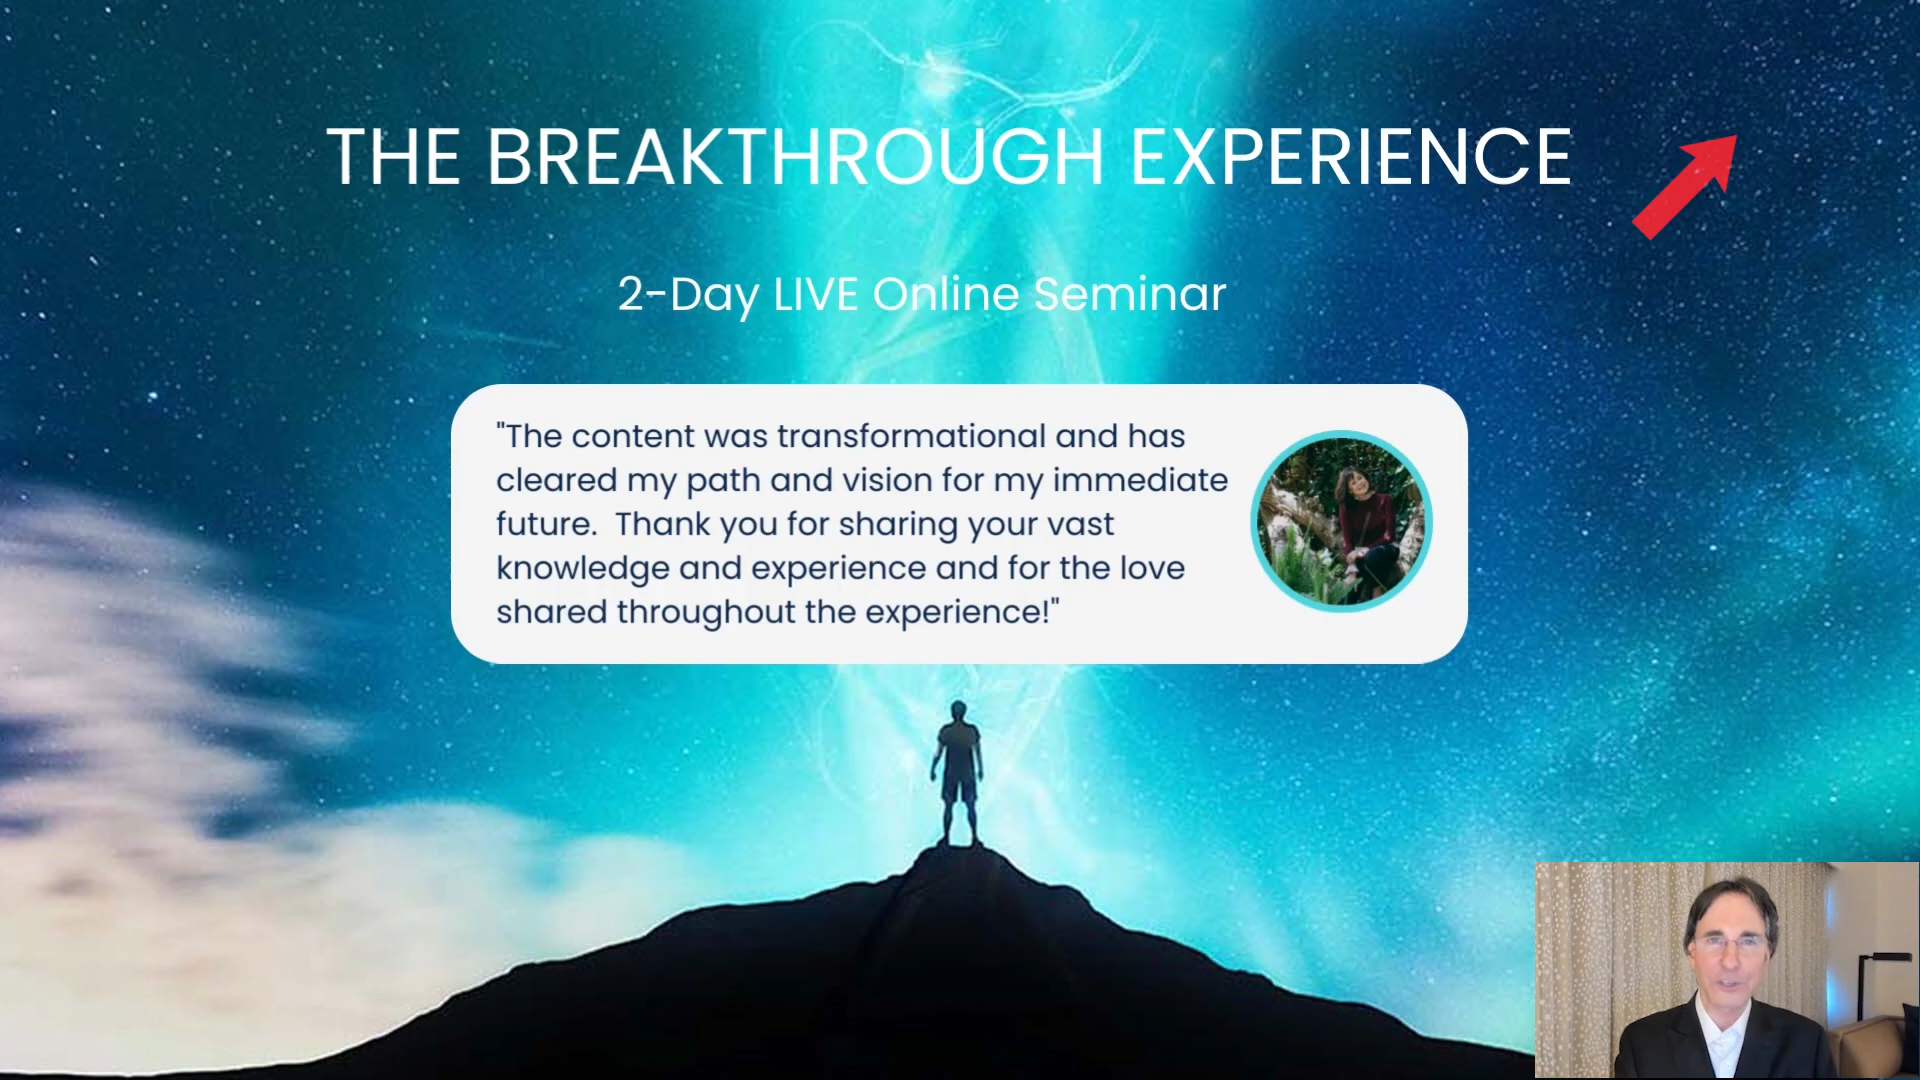 THE BREAKTHROUGH EXPERIENCE
2-Day LIVE Online Seminar
"The content was transformational and has
cleared my path and vision for my immediate
future.  Thank you for sharing your vast
knowledge and experience and for the love
shared throughout the experience!"